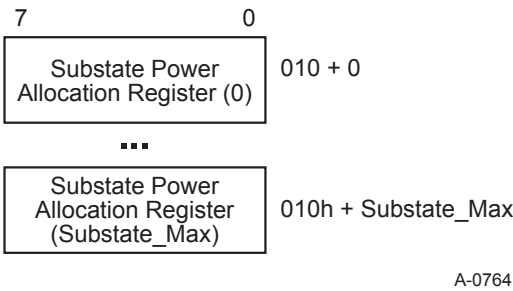 7 0
Substate Power
Allocation Register (0)
010 + 0
...
Substate Power
Allocation Register
(Substate_Max)
010h + Substate_Max
A-0764